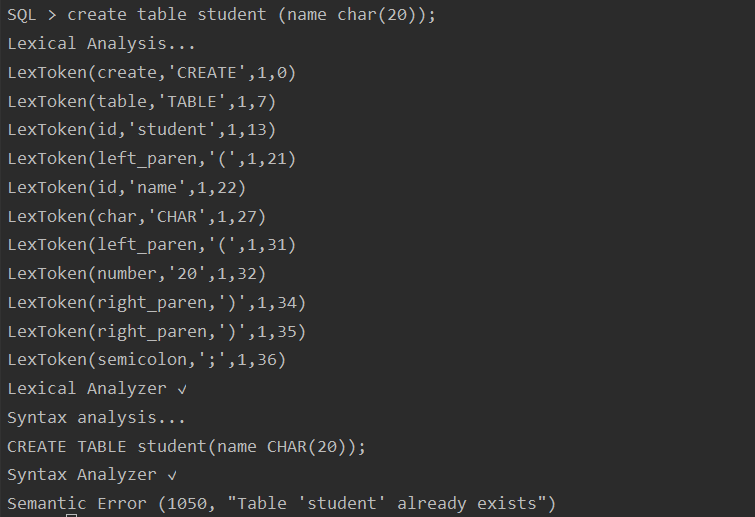 SQL > create table student (name char(20));
Lexical Analysis...
LexToken(create,'CREATE',1,0)
LexToken(table,'TABLE',1,7)
LexToken(id,'student',1,13)
LexToken(left_paren,'(',1,21)
LexToken(id,'name',1,22)
LexToken(char,'CHAR',1,27)
LexToken(left_paren,'(',1,31)
LexToken(number,'20',1,32)
LexToken(right_paren,')',1,34)
LexToken(right_paren,')',1,35)
LexToken(semicolon,';',1,36)
Lexical Analyzer ✓
Syntax analysis...
CREATE TABLE student(name CHAR(20));
Syntax Analyzer ✓
Semantic Error (1050, "Table 'student' already exists")